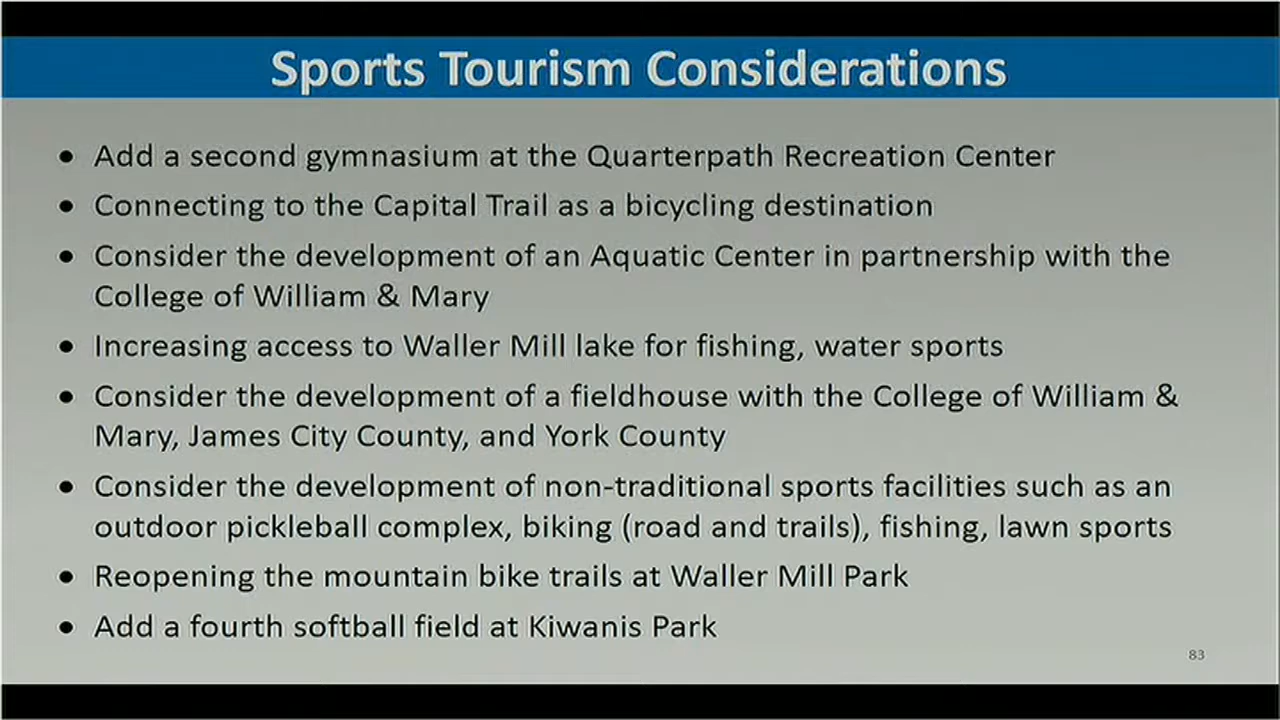 Sports Tourism Considerations
• Add a second gymnasium at the Quarterpath Recreation Center
• Connecting to the Capital Trail as a bicycling destination
• Consider the development of an Aquatic Center in partnership with the
College of William & Mary
• Increasing access to Waller Mill lake for fishing, water sports
• Consider the development of a fieldhouse with the College of William &
Mary, James City County, and York County
• Consider the development of non-traditional sports facilities such as an
outdoor pickleball complex, biking (road and trails), fishing, lawn sports
• Reopening the mountain bike trails at Waller Mill Park
• Add a fourth softball field at Kiwanis Park
83